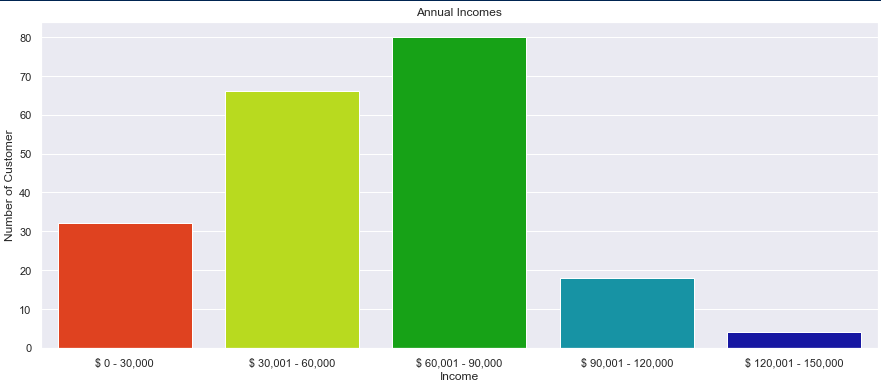 Annual Incomes
Number of Customer
80
70
60
50
40
30
20
10
0
$ 0 - 30,000
$ 30,001 - 60,000
$ 60,001 - 90,000
$ 90,001 - 120,000
$ 120,001 - 150,000
Income